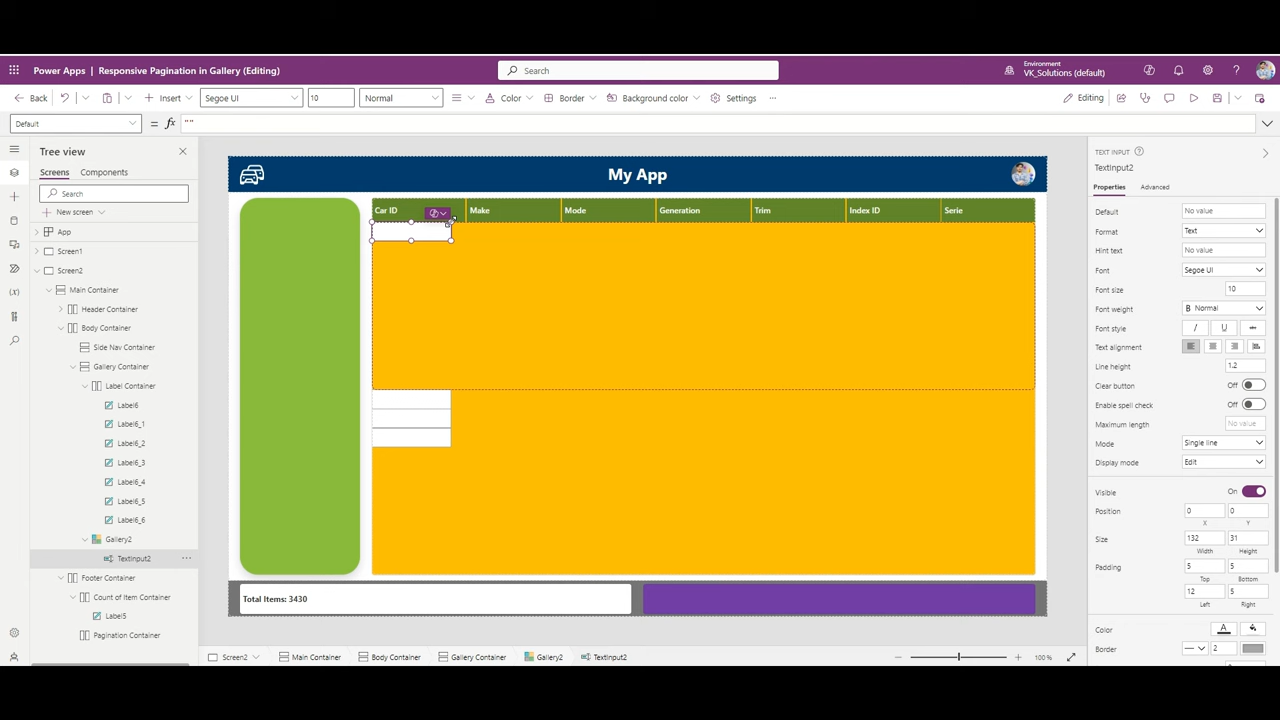 Power Apps | Responsive Pagination in Gallery (Editing)
Search
Environment
VK_Solutions (default)
Back
Insert
Segoe UI
10
Normal
Color
Border
Background color
Settings
Editing
Default
=
fx
""
Tree view
Screens
Components
Search
New screen
App
Screen1
Screen2
Main Container
Header Container
Body Container
Side Nav Container
Gallery Container
Label Container
Label6
Label6_1
Label6_2
Label6_3
Label6_4
Label6_5
Label6_6
Gallery2
TextInput2
Footer Container
Count of Item Container
Label5
Pagination Container
My App
Car ID
Make
Mode
Generation
Trim
Index ID
Serie
Total Items: 3430
TEXT INPUT
TextInput2
Properties
Advanced
Default
No value
Format
Text
Hint text
No value
Font
Segoe UI
Font size
10
Font weight
B Normal
Font style
/ U abc
Text alignment
Line height
1.2
Clear button
Off
Enable spell check
Off
Maximum length
No value
Mode
Single line
Display mode
Edit
Visible
On
Position
0
0
X
Y
Size
132
31
Width
Height
Padding
5
5
Top
Bottom
12
5
Left
Right
Color
A
Border
2
Screen2
Main Container
Body Container
Gallery Container
Gallery2
TextInput2
100 %